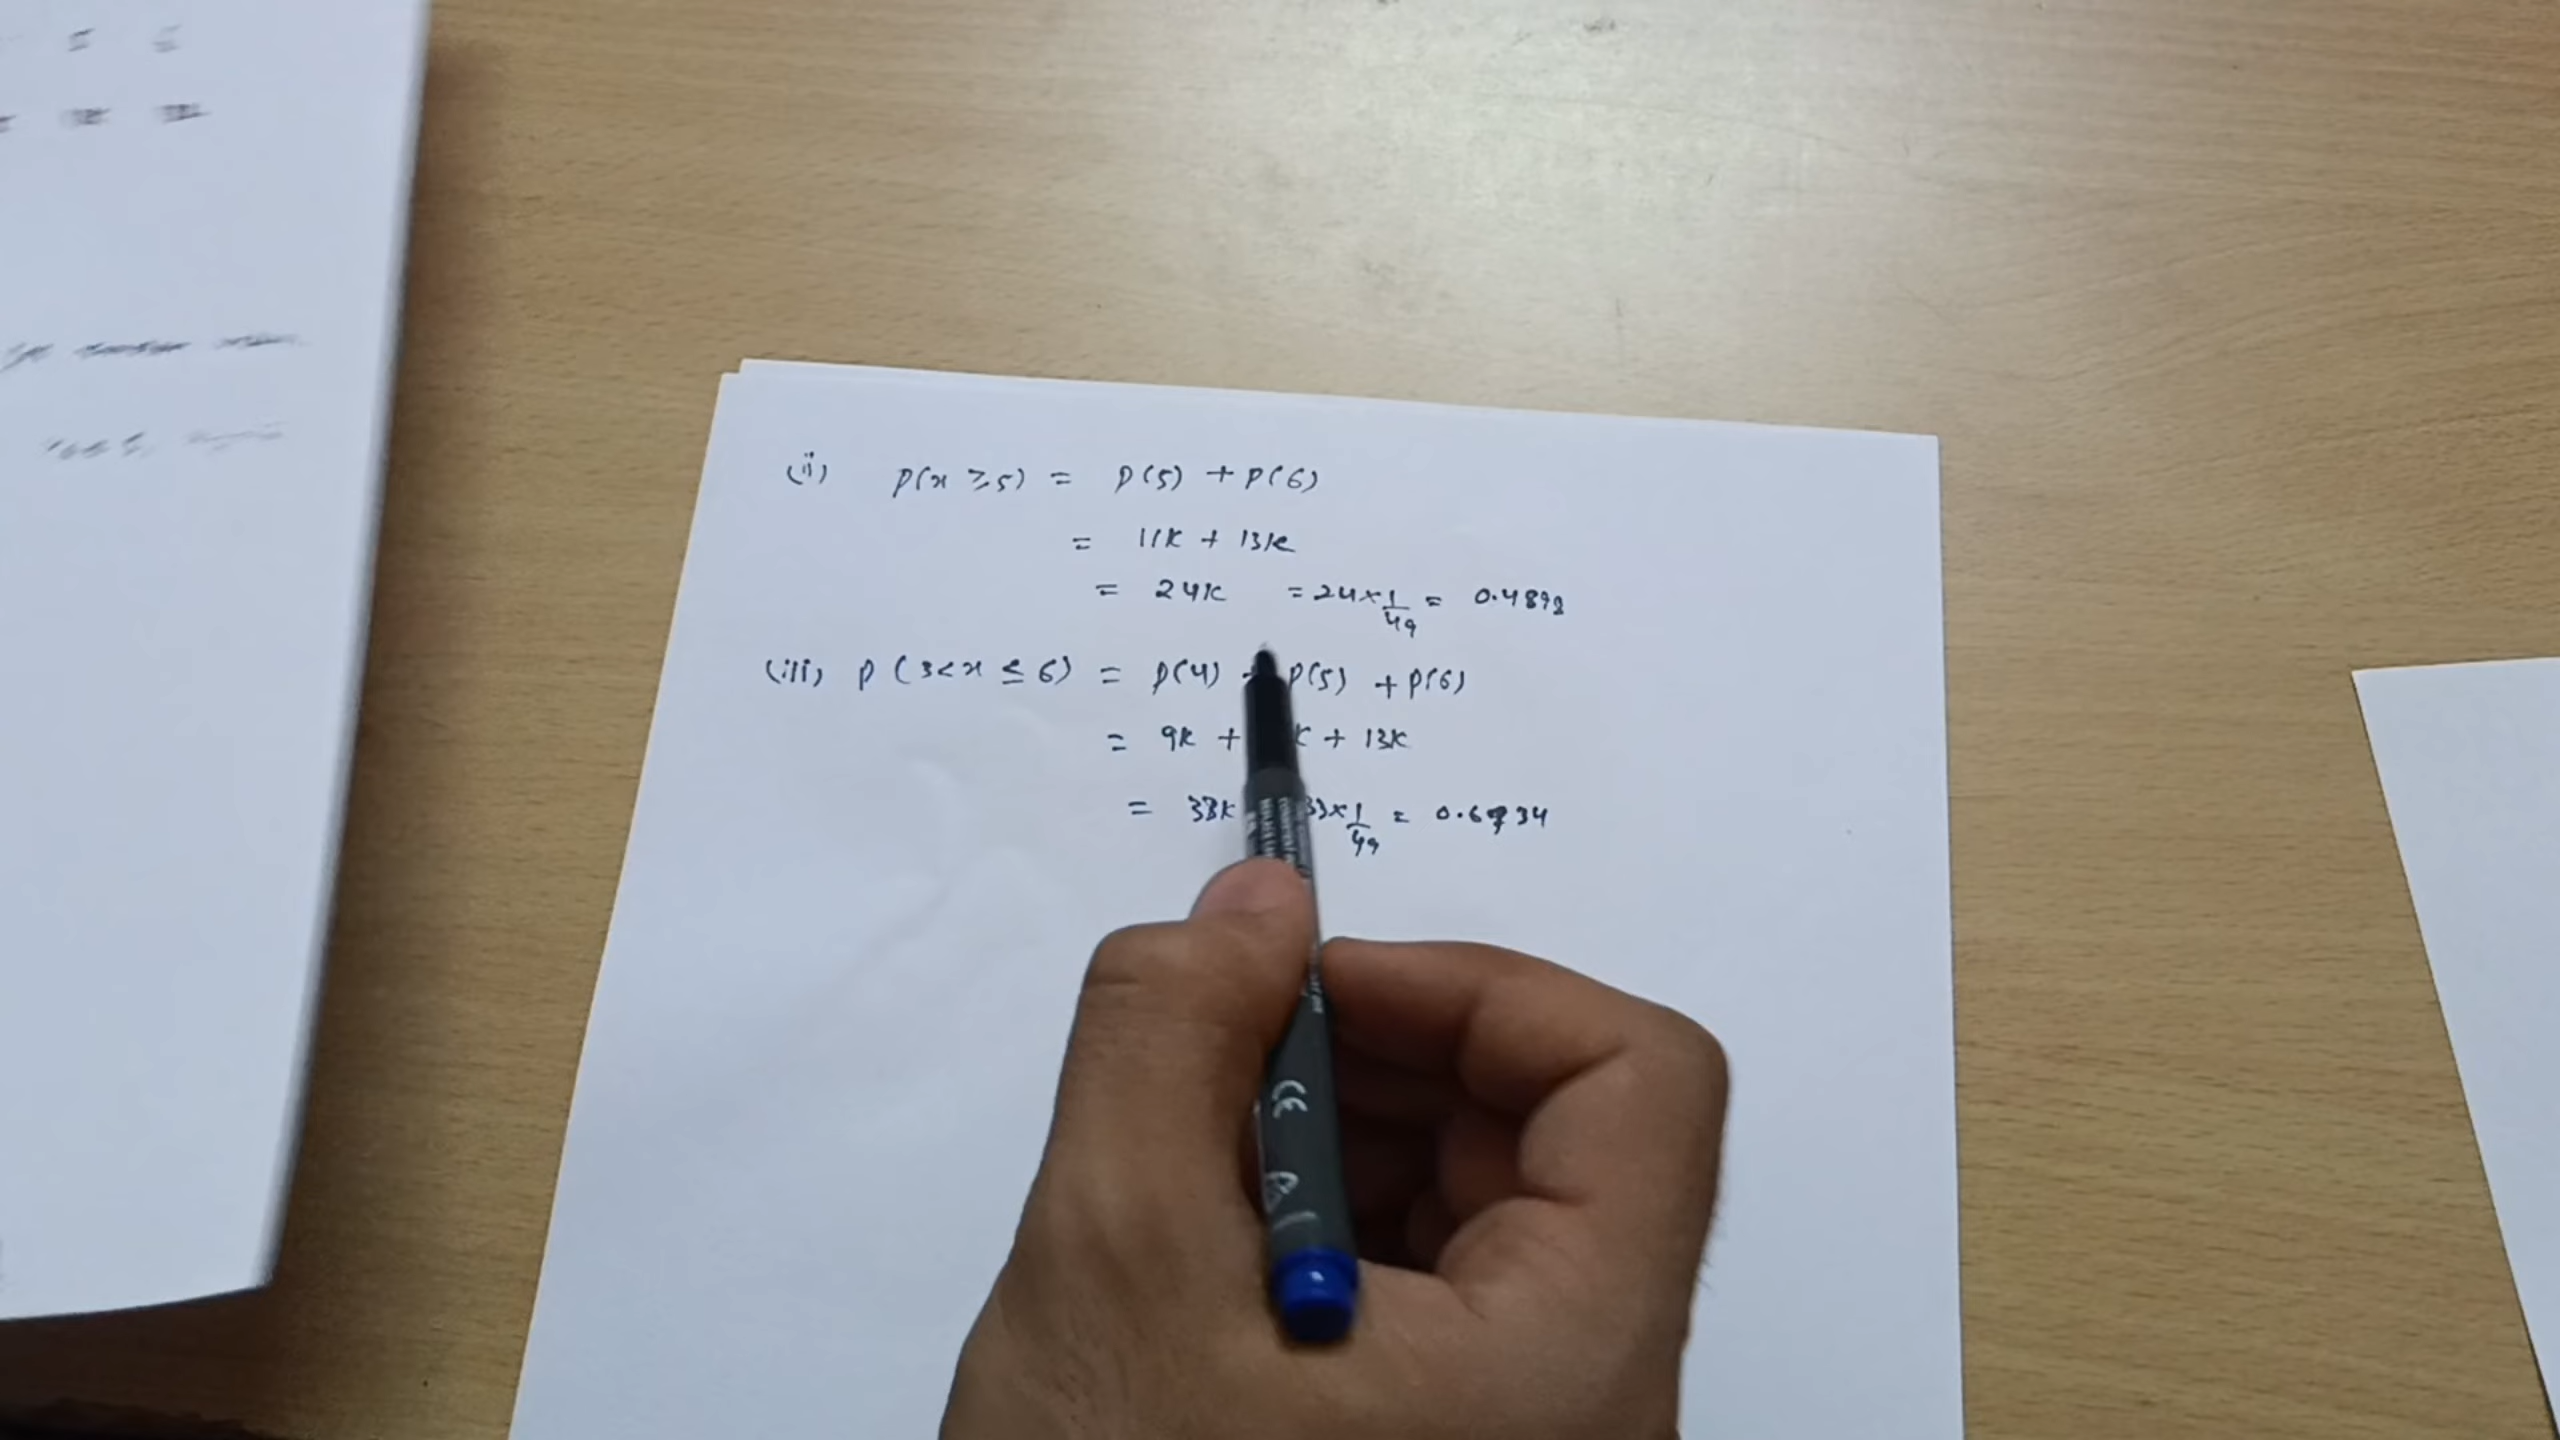 (ii) P(x ≥ 5) = P(5) + P(6)
= 11K + 13K
= 24K = 24 × 1/49 = 0.4898
(iii) P(3 < x ≤ 6) = P(4) + P(5) + P(6)
= 9K + K + 13K
= 33K 33 × 1/49 = 0.6734
CE